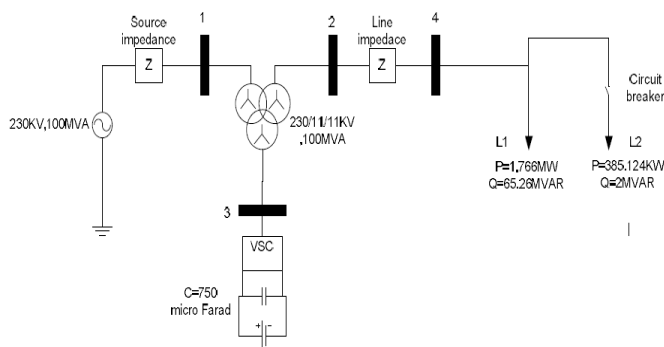 Source
impedance
1
2
Line
impedace
4
Z
Z
230KV,100MVA
230/11/11KV
,100MVA
Circuit
breaker
L1
L2
P=1,766MW
Q=65.26MVAR
P=385.124KW
Q=2MVAR
3
VSC
C=750
micro Farad
+ -